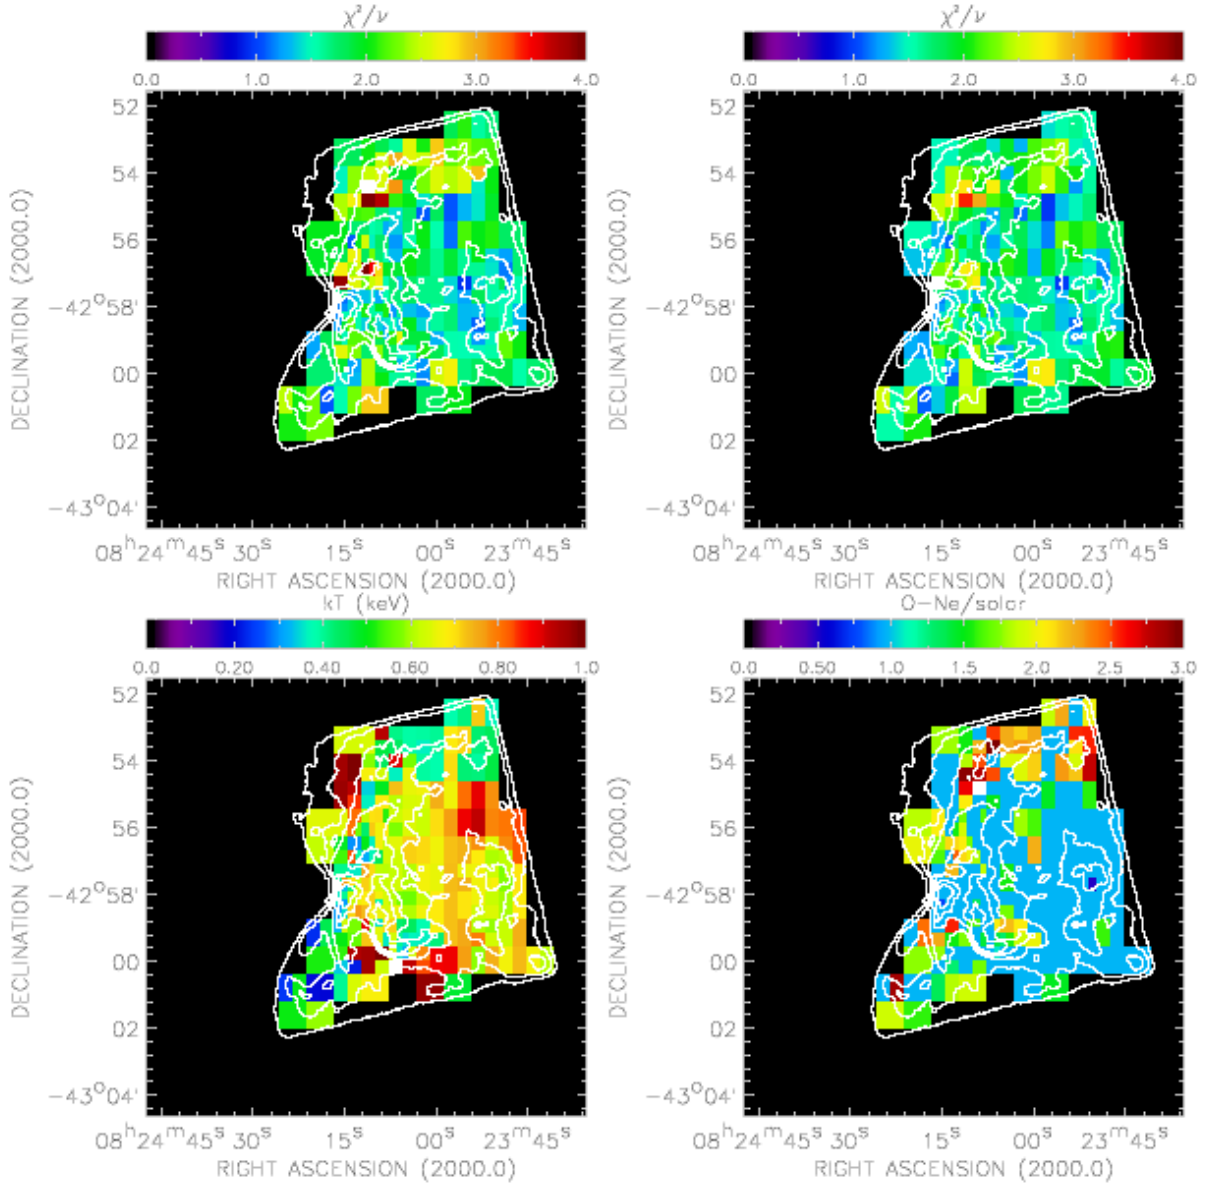 χ²/ν χ²/ν
0.0 1.0 2.0 3.0 4.0 0.0 1.0 2.0 3.0 4.0
52 52
54 54
56 56
−42°58' −42°58'
00 00
02 02
−43°04' −43°04'
DECLINATION (2000.0) DECLINATION (2000.0)
08ʰ24ᵐ45ˢ 30ˢ 15ˢ 00ˢ 23ᵐ45ˢ 08ʰ24ᵐ45ˢ 30ˢ 15ˢ 00ˢ 23ᵐ45ˢ
RIGHT ASCENSION (2000.0) RIGHT ASCENSION (2000.0)
kT (keV) O−Ne/solar
0.0 0.20 0.40 0.60 0.80 1.0 0.0 0.50 1.0 1.5 2.0 2.5 3.0
52 52
54 54
56 56
−42°58' −42°58'
00 00
02 02
−43°04' −43°04'
DECLINATION (2000.0) DECLINATION (2000.0)
08ʰ24ᵐ45ˢ 30ˢ 15ˢ 00ˢ 23ᵐ45ˢ 08ʰ24ᵐ45ˢ 30ˢ 15ˢ 00ˢ 23ᵐ45ˢ
RIGHT ASCENSION (2000.0) RIGHT ASCENSION (2000.0)